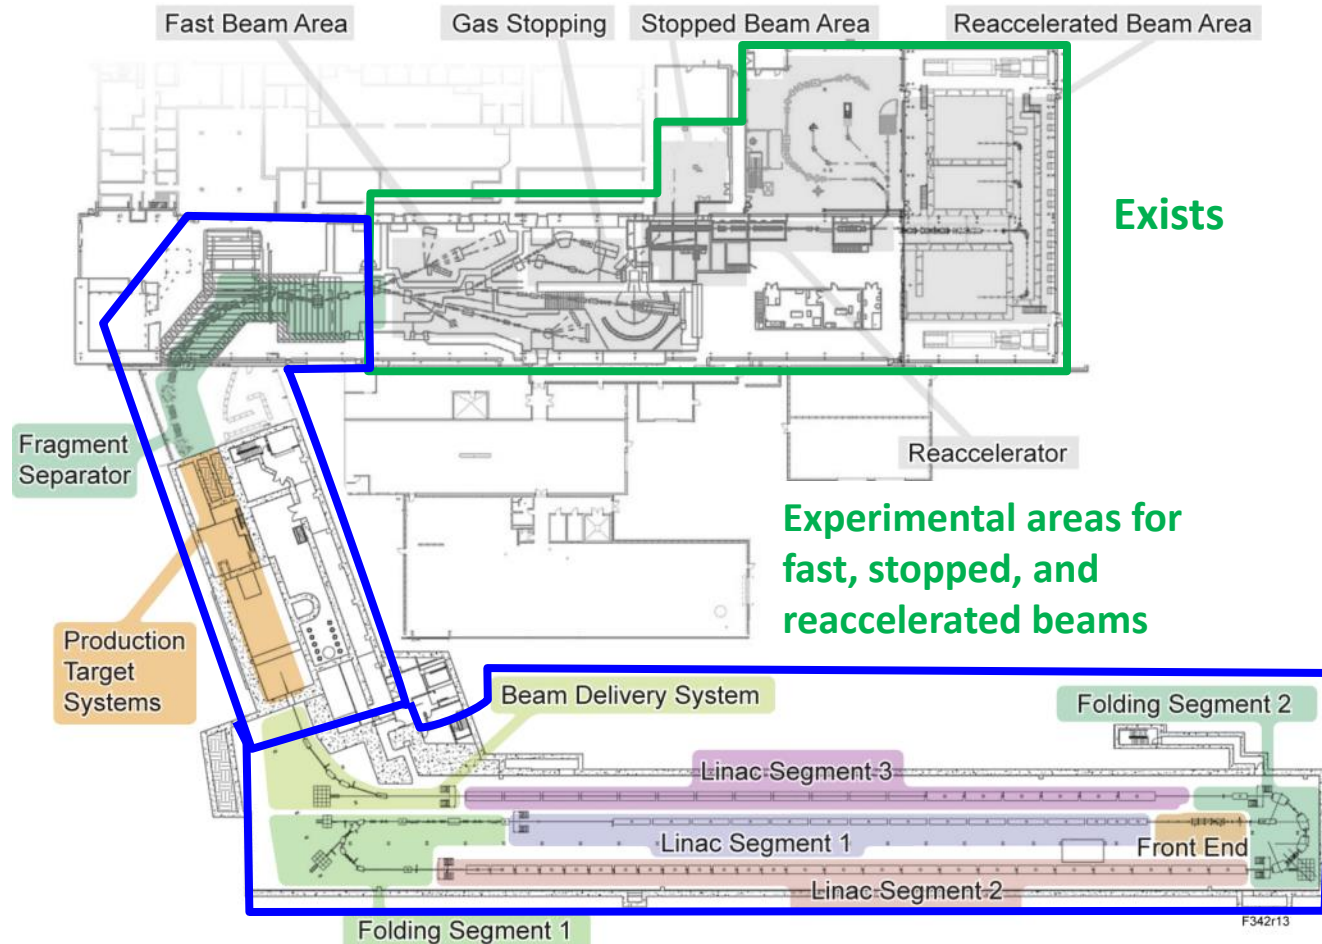 Fast Beam Area
Gas Stopping
Stopped Beam Area
Reaccelerated Beam Area
Exists
Fragment
Separator
Reaccelerator
Experimental areas for
fast, stopped, and
reaccelerated beams
Production
Target
Systems
Beam Delivery System
Folding Segment 2
Linac Segment 3
Linac Segment 1
Front End
Linac Segment 2
Folding Segment 1
F342r13